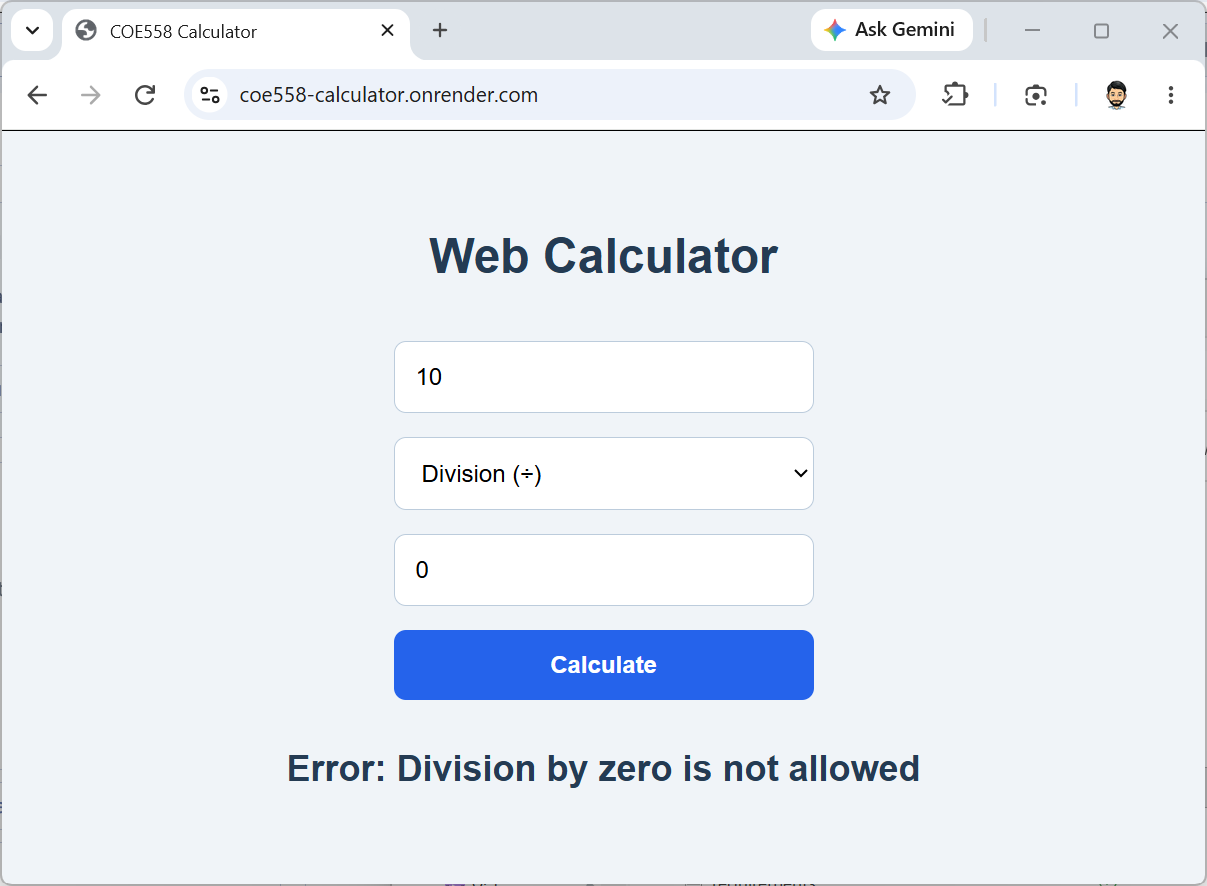 COE558 Calculator
Ask Gemini
coe558-calculator.onrender.com
Web Calculator
10
Division (÷)
0
Calculate
Error: Division by zero is not allowed